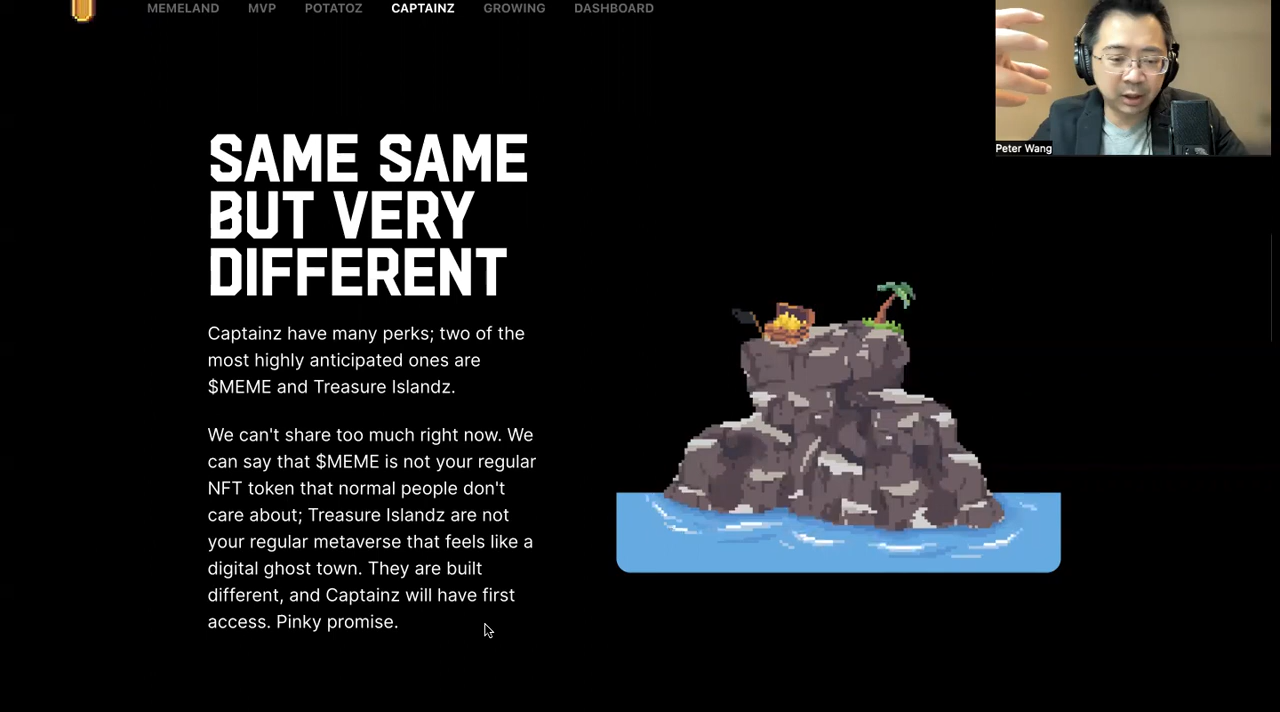 MEMELAND MVP POTATOZ CAPTAINZ GROWING DASHBOARD
Peter Wang
SAME SAME
BUT VERY
DIFFERENT
Captainz have many perks; two of the
most highly anticipated ones are
$MEME and Treasure Islandz.
We can't share too much right now. We
can say that $MEME is not your regular
NFT token that normal people don't
care about; Treasure Islandz are not
your regular metaverse that feels like a
digital ghost town. They are built
different, and Captainz will have first
access. Pinky promise.